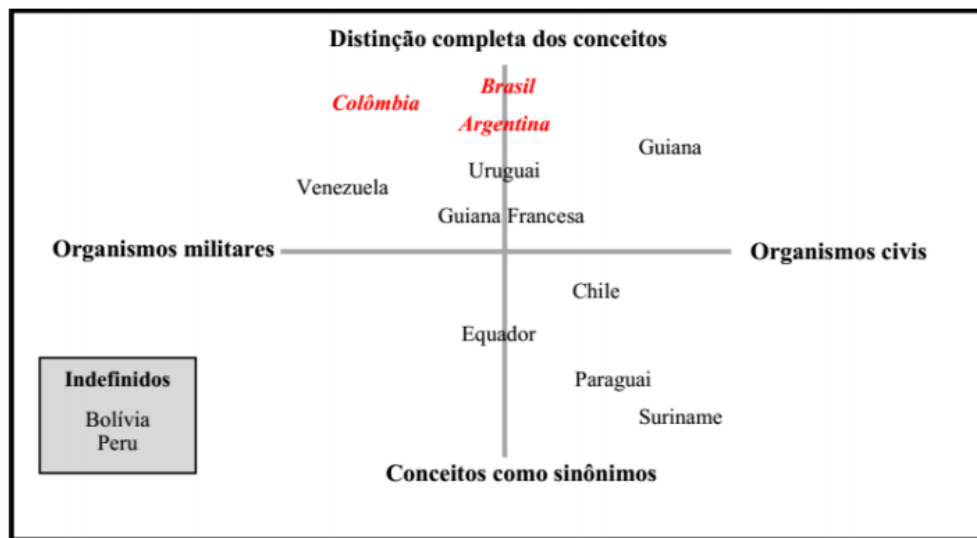 Distinção completa dos conceitos
Brasil
Colômbia
Argentina
Guiana
Uruguai
Venezuela
Guiana Francesa
Organismos militares
Organismos civis
Chile
Equador
Indefinidos
Paraguai
Bolívia
Suriname
Peru
Conceitos como sinônimos